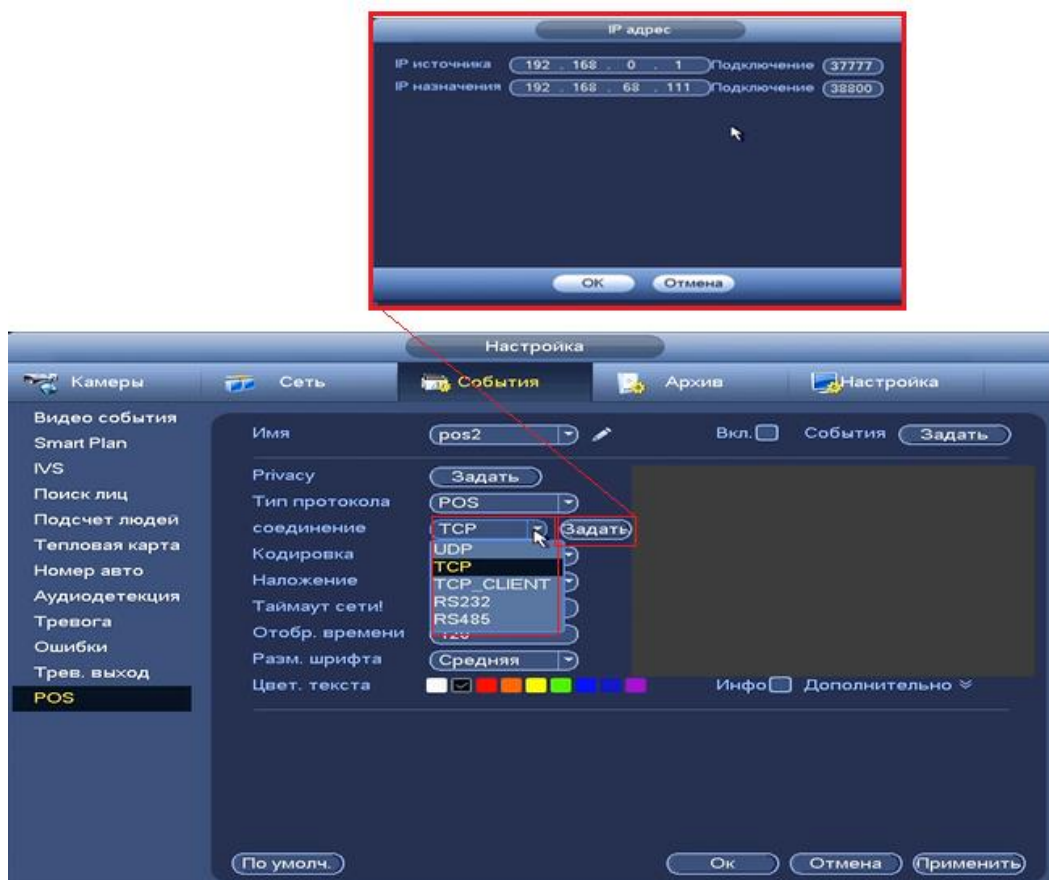 IP адрес
IP источника 192 . 168 . 0 . 1 Подключение 37777
IP назначения 192 . 168 . 68 . 111 Подключение 38800
OK Отмена
Настройка
Камеры Сеть События Архив Настройка
Видео события
Smart Plan
IVS
Поиск лиц
Подсчет людей
Тепловая карта
Номер авто
Аудиодетекция
Тревога
Ошибки
Трев. выход
POS
Имя pos2 Вкл. События Задать
Privacy Задать
Тип протокола POS
соединение TCP Задать
Кодировка
Наложение
Таймаут сети!
Отобр. времени
Разм. шрифта Средняя
Цвет. текста Инфо Дополнительно
UDP
TCP
TCP_CLIENT
RS232
RS485
По умолч. Ок Отмена Применить